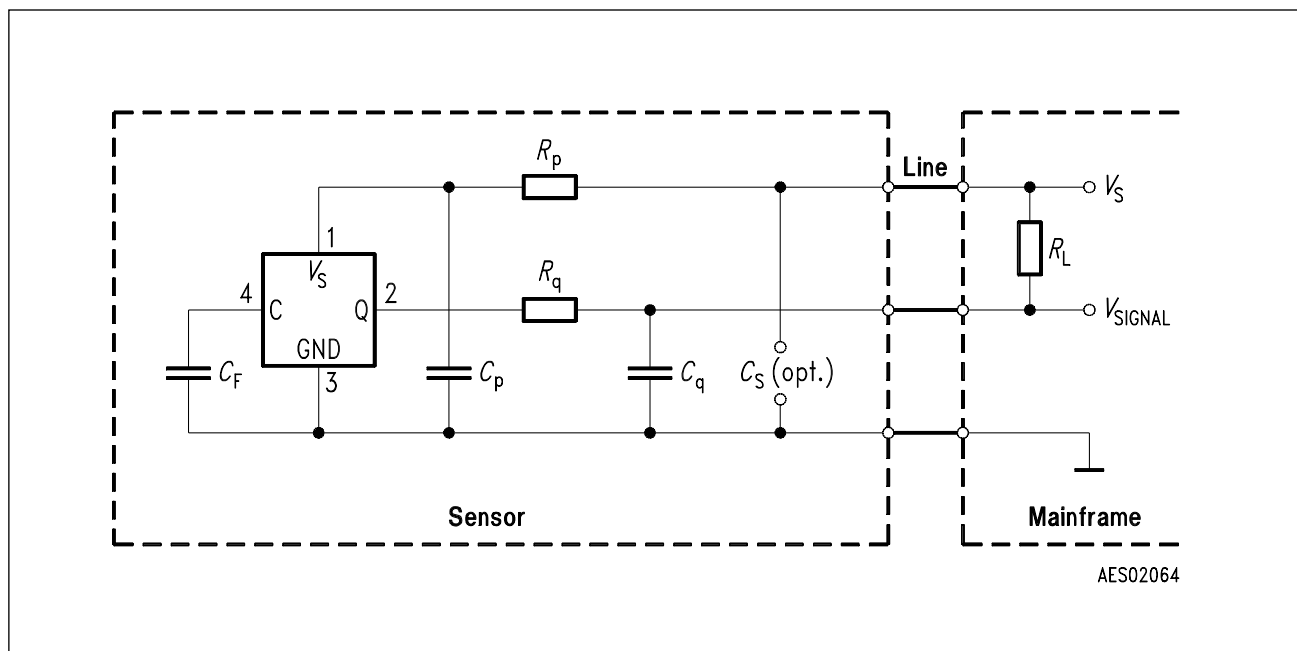 Rp
Line
VS
1
VS
RL
Rq
4
C
Q
2
VSIGNAL
GND
CF
3
Cp
Cq
CS (opt.)
Sensor
Mainframe
AES02064